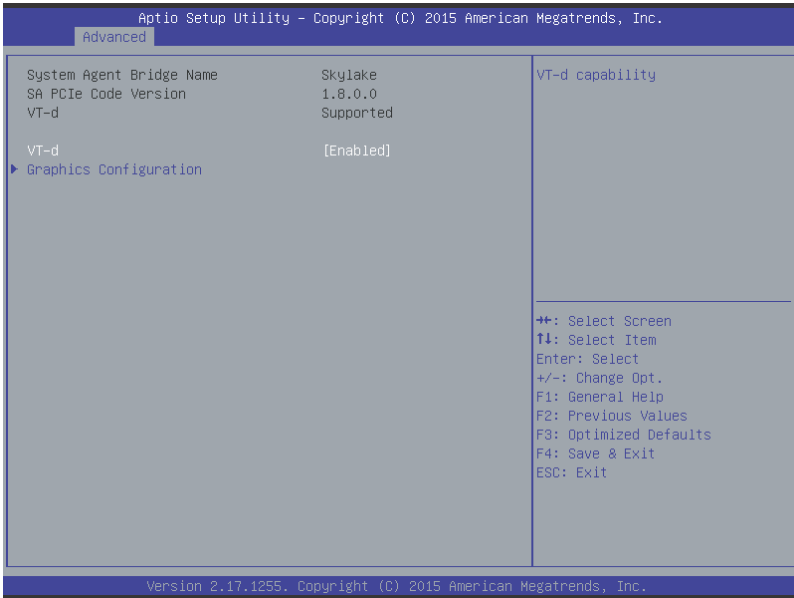 Aptio Setup Utility – Copyright (C) 2015 American Megatrends, Inc.
Advanced
System Agent Bridge Name Skylake
SA PCIe Code Version 1.8.0.0
VT-d Supported
VT-d [Enabled]
Graphics Configuration
VT-d capability
→←: Select Screen
↑↓: Select Item
Enter: Select
+/-: Change Opt.
F1: General Help
F2: Previous Values
F3: Optimized Defaults
F4: Save & Exit
ESC: Exit
Version 2.17.1255. Copyright (C) 2015 American Megatrends, Inc.